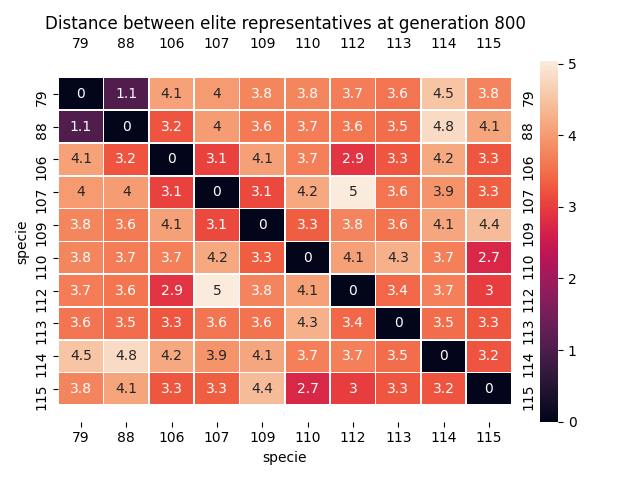 Distance between elite representatives at generation 800
79 88 106 107 109 110 112 113 114 115
79 0 1.1 4.1 4 3.8 3.8 3.7 3.6 4.5 3.8 79
88 1.1 0 3.2 4 3.6 3.7 3.6 3.5 4.8 4.1 88
106 4.1 3.2 0 3.1 4.1 3.7 2.9 3.3 4.2 3.3 106
107 4 4 3.1 0 3.1 4.2 5 3.6 3.9 3.3 107
109 3.8 3.6 4.1 3.1 0 3.3 3.8 3.6 4.1 4.4 109
110 3.8 3.7 3.7 4.2 3.3 0 4.1 4.3 3.7 2.7 110
112 3.7 3.6 2.9 5 3.8 4.1 0 3.4 3.7 3 112
113 3.6 3.5 3.3 3.6 3.6 4.3 3.4 0 3.5 3.3 113
114 4.5 4.8 4.2 3.9 4.1 3.7 3.7 3.5 0 3.2 114
115 3.8 4.1 3.3 3.3 4.4 2.7 3 3.3 3.2 0 115
79 88 106 107 109 110 112 113 114 115
specie
specie
5
4
3
2
1
0